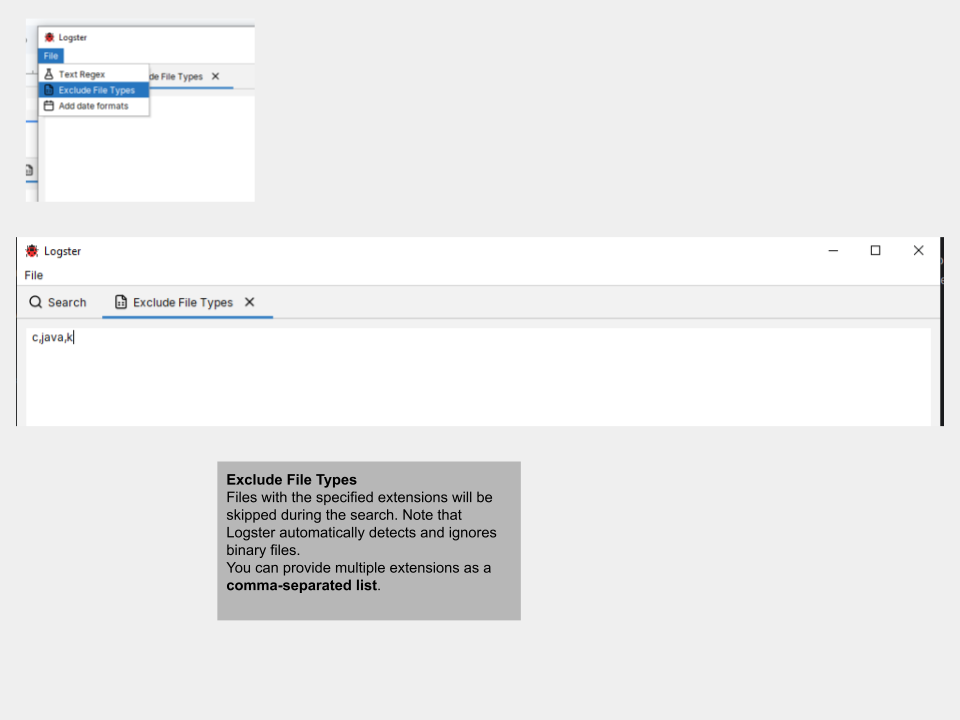 Logster
File
Text Regex
de File Types
Exclude File Types
Add date formats
Logster
File
Search
Exclude File Types
c,java,k
Exclude File Types
Files with the specified extensions will be
skipped during the search. Note that
Logster automatically detects and ignores
binary files.
You can provide multiple extensions as a
comma-separated list.